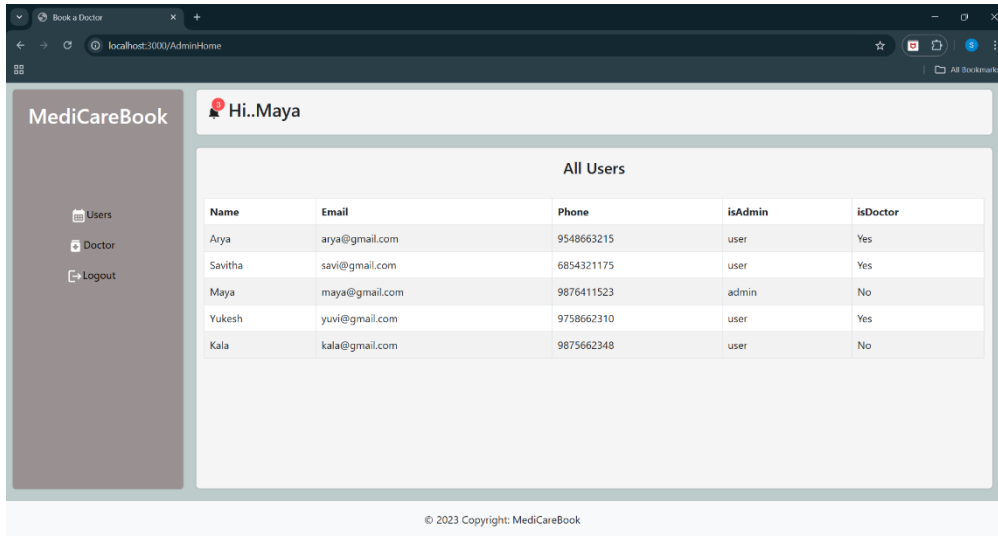 Book a Doctor
localhost:3000/AdminHome
S
All Bookmarks
MediCareBook
Users
Doctor
Logout
3
Hi..Maya
All Users
Name Email Phone isAdmin isDoctor
Arya arya@gmail.com 9548663215 user Yes
Savitha savi@gmail.com 6854321175 user Yes
Maya maya@gmail.com 9876411523 admin No
Yukesh yuvi@gmail.com 9758662310 user Yes
Kala kala@gmail.com 9875662348 user No
© 2023 Copyright: MediCareBook